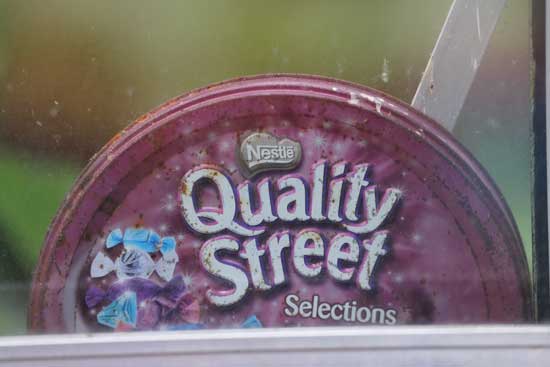 Nestlé
Quality
Street
Selections